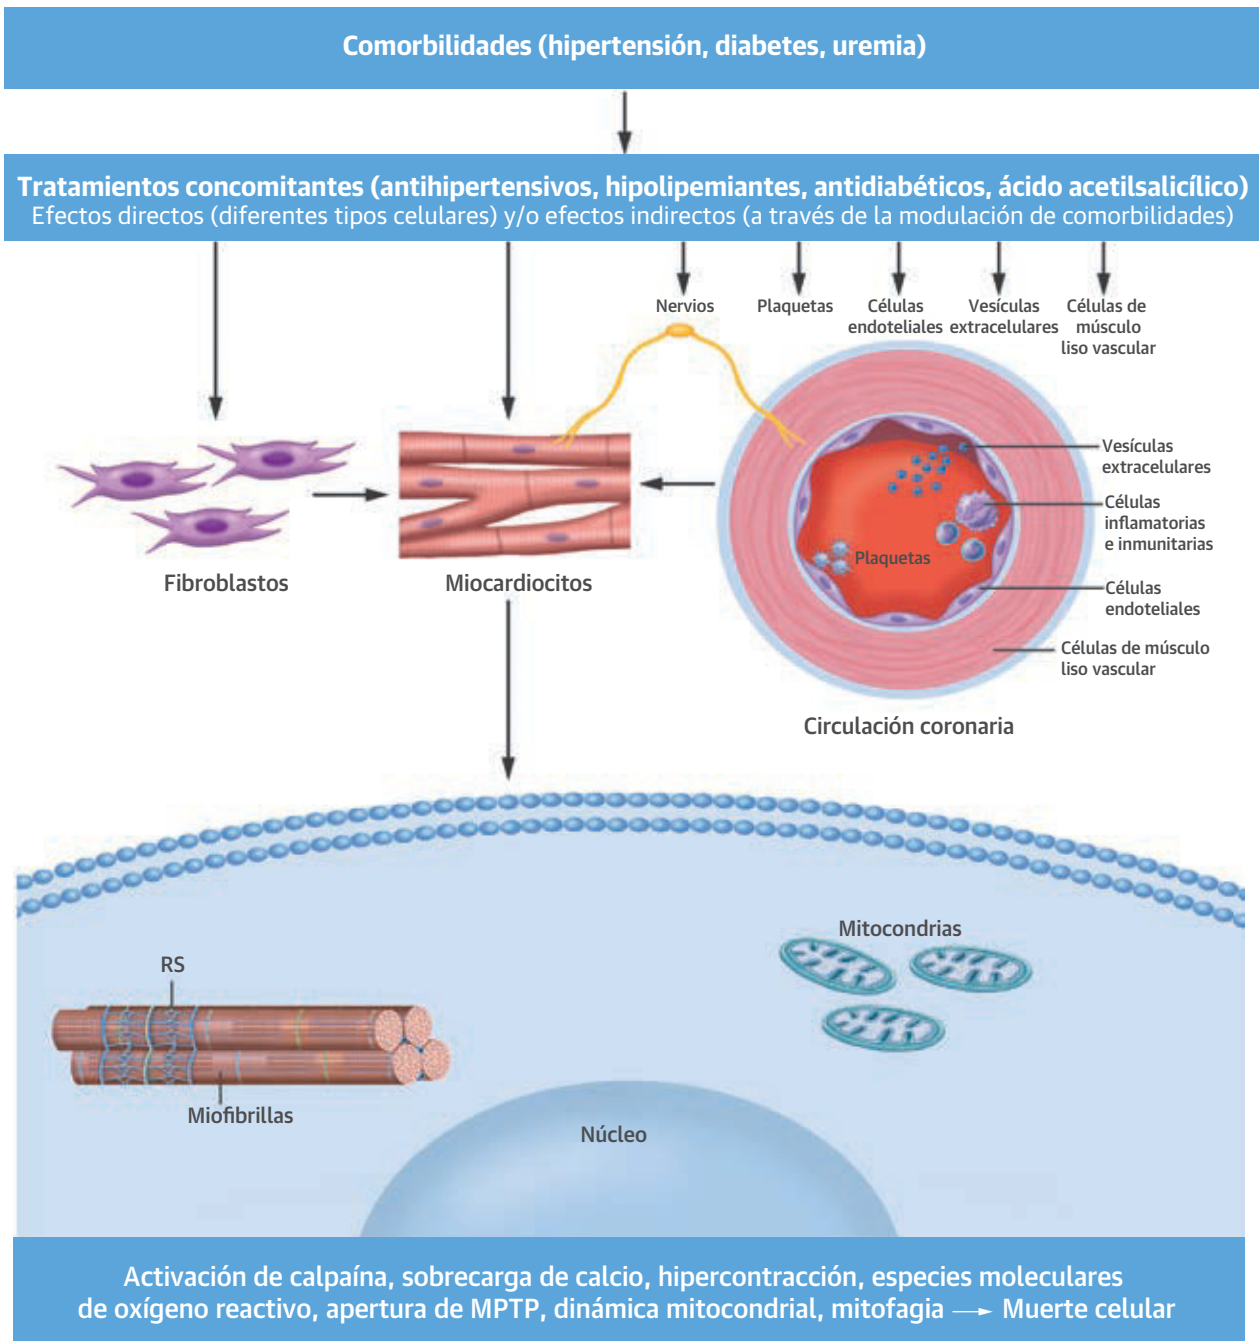 Comorbilidades (hipertensión, diabetes, uremia)
Tratamientos concomitantes (antihipertensivos, hipolipemiantes, antidiabéticos, ácido acetilsalicílico)
Efectos directos (diferentes tipos celulares) y/o efectos indirectos (a través de la modulación de comorbilidades)
Nervios
Plaquetas
Células
endoteliales
Vesículas
extracelulares
Células de
músculo
liso vascular
Vesículas
extracelulares
Células
inflamatorias
e inmunitarias
Plaquetas
Células
endoteliales
Células de músculo
liso vascular
Fibroblastos
Miocardiocitos
Circulación coronaria
Mitocondrias
RS
Miofibrillas
Núcleo
Activación de calpaína, sobrecarga de calcio, hipercontracción, especies moleculares
de oxígeno reactivo, apertura de MPTP, dinámica mitocondrial, mitofagia → Muerte celular